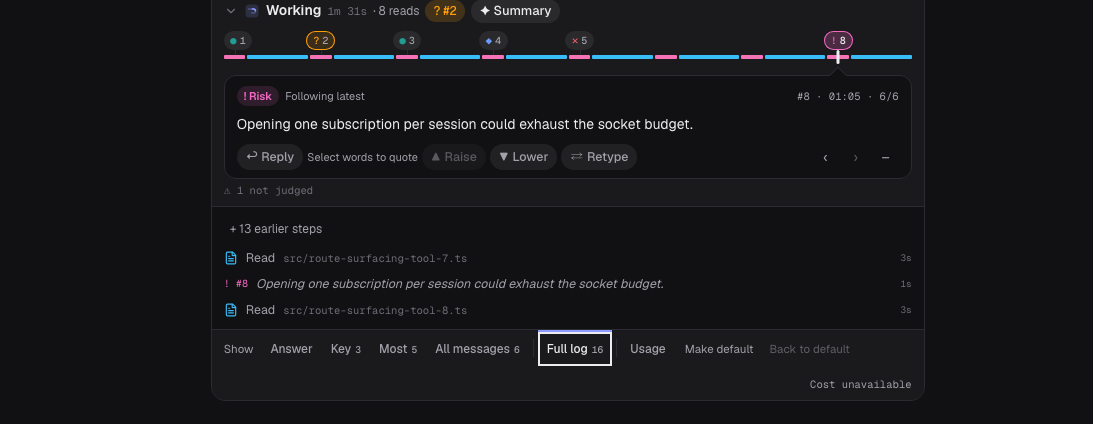 Working 1m 31s · 8 reads ? #2 ✦ Summary
● 1 ? 2 ● 3 ◆ 4 × 5 ! 8
! Risk Following latest #8 · 01:05 · 6/6
Opening one subscription per session could exhaust the socket budget.
↩ Reply Select words to quote ▲ Raise ▼ Lower ⇄ Retype ‹ › –
⚠ 1 not judged
+ 13 earlier steps
Read src/route-surfacing-tool-7.ts 3s
! #8 Opening one subscription per session could exhaust the socket budget. 1s
Read src/route-surfacing-tool-8.ts 3s
Show Answer Key 3 Most 5 All messages 6 Full log 16 Usage Make default Back to default
Cost unavailable